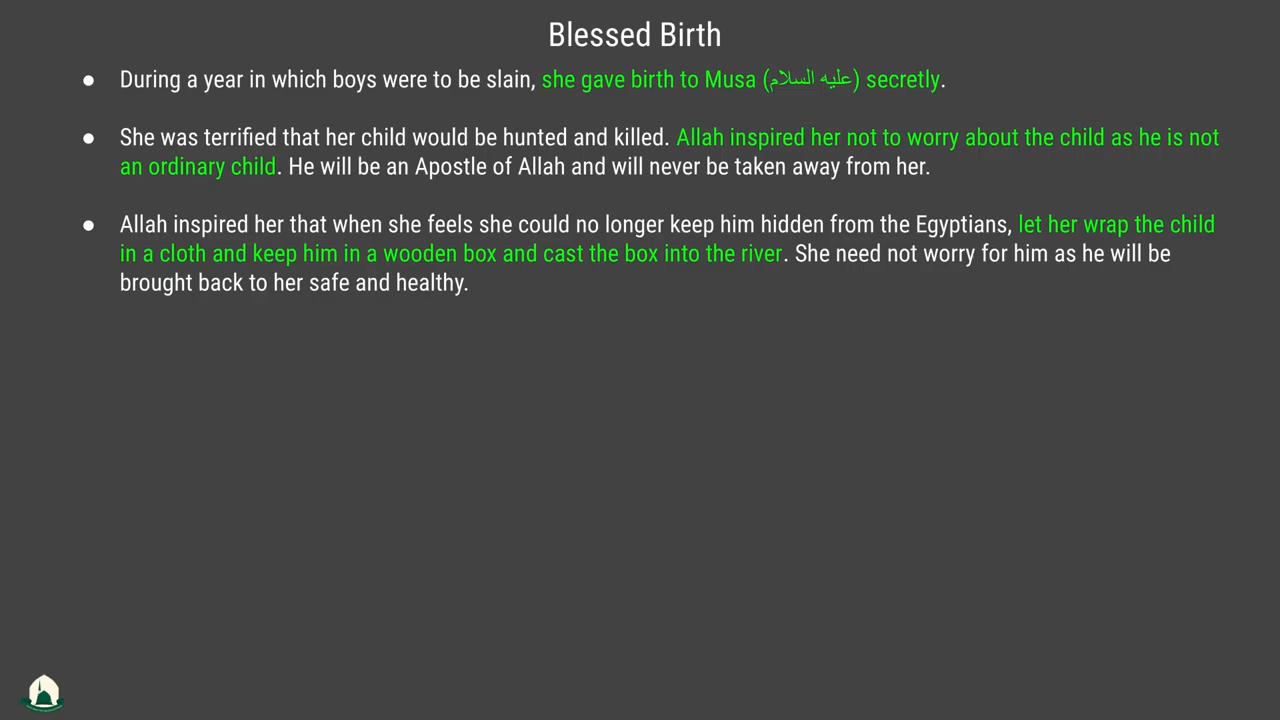 Blessed Birth
● During a year in which boys were to be slain, she gave birth to Musa (عليه السلام) secretly.
● She was terrified that her child would be hunted and killed. Allah inspired her not to worry about the child as he is not
an ordinary child. He will be an Apostle of Allah and will never be taken away from her.
● Allah inspired her that when she feels she could no longer keep him hidden from the Egyptians, let her wrap the child
in a cloth and keep him in a wooden box and cast the box into the river. She need not worry for him as he will be
brought back to her safe and healthy.